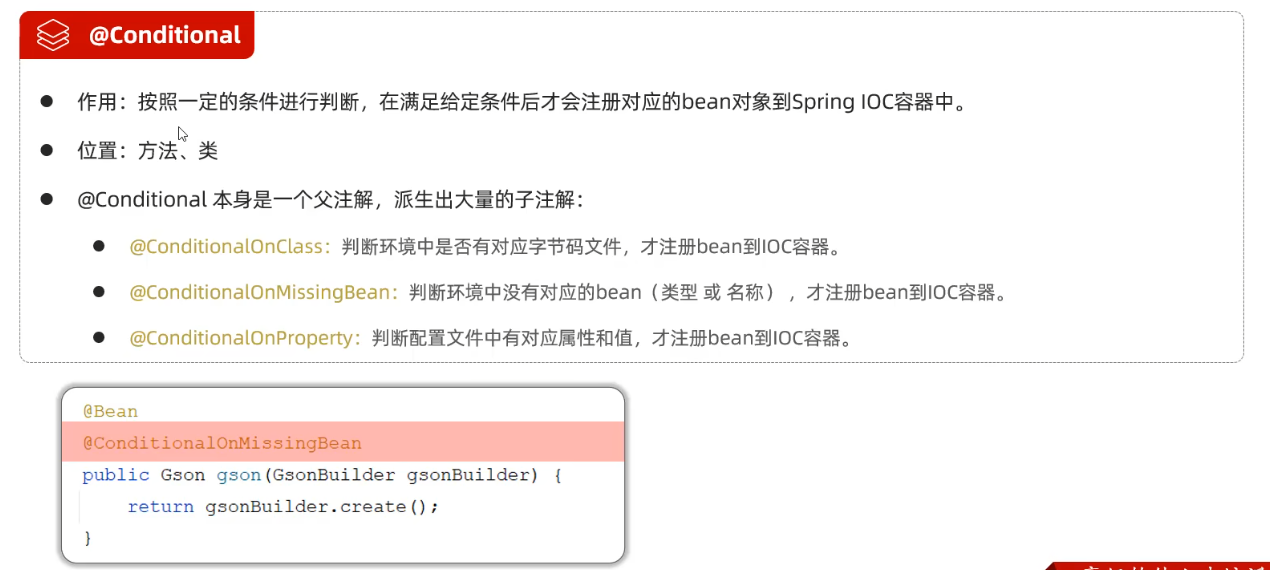 @Conditional
作用：按照一定的条件进行判断，在满足给定条件后才会注册对应的bean对象到Spring IOC容器中。
位置：方法、类
@Conditional 本身是一个父注解，派生出大量的子注解：
@ConditionalOnClass：判断环境中是否有对应字节码文件，才注册bean到IOC容器。
@ConditionalOnMissingBean：判断环境中没有对应的bean（类型 或 名称） ，才注册bean到IOC容器。
@ConditionalOnProperty：判断配置文件中有对应属性和值，才注册bean到IOC容器。
@Bean
@ConditionalOnMissingBean
public Gson gson(GsonBuilder gsonBuilder) {
    return gsonBuilder.create();
}